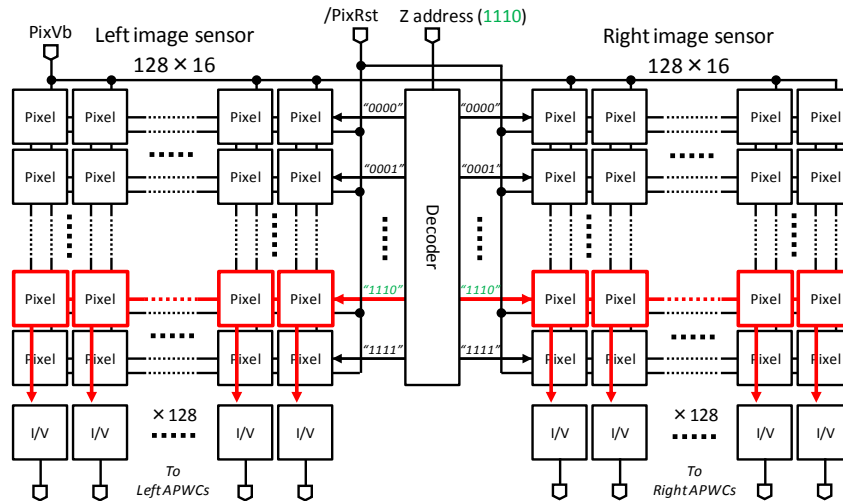 /PixRst
Z address (1110)
PixVb
Left image sensor
128 × 16
Right image sensor
128 × 16
Pixel Pixel Pixel Pixel "0000" "0000" Pixel Pixel Pixel Pixel
Pixel Pixel Pixel Pixel "0001" "0001" Pixel Pixel Pixel Pixel
Decoder
Pixel Pixel Pixel Pixel "1110" "1110" Pixel Pixel Pixel Pixel
Pixel Pixel Pixel Pixel "1111" "1111" Pixel Pixel Pixel Pixel
× 128
× 128
I/V I/V I/V I/V I/V I/V I/V I/V
To
Left APWCs
To
Right APWCs